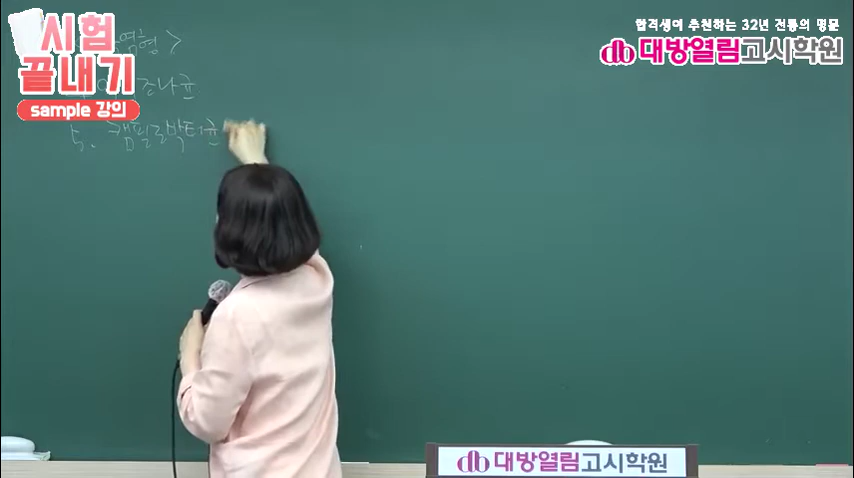 시험
끝내기
sample 강의
합격생이 추천하는 32년 전통의 명문
db 대방열림고시학원
염형 >
조나균
5. 캠필로박터균
db 대방열림고시학원